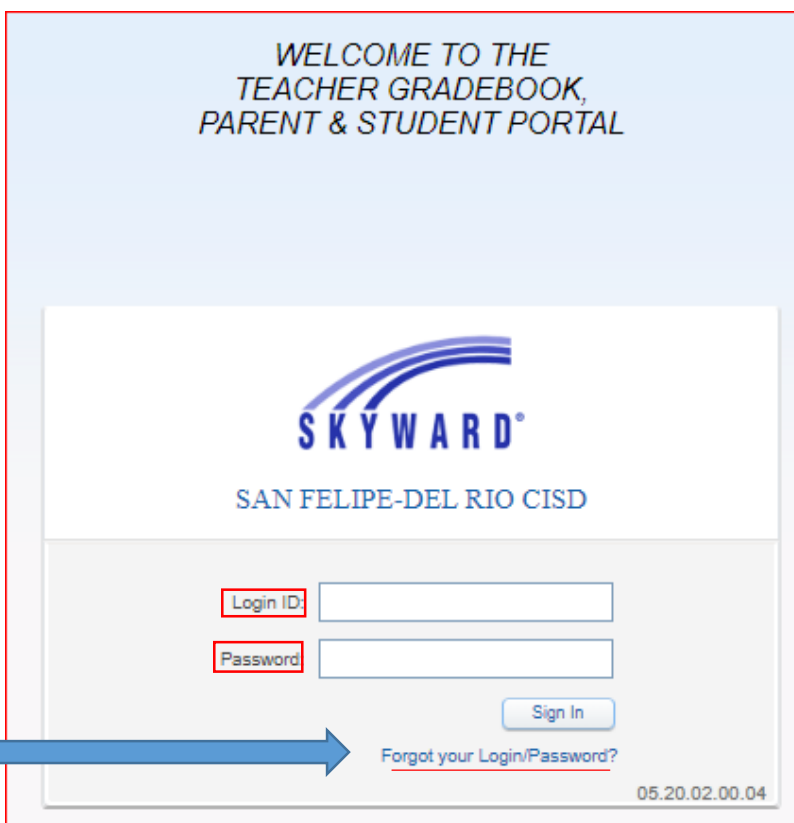 WELCOME TO THE
TEACHER GRADEBOOK,
PARENT & STUDENT PORTAL
SKYWARD®
SAN FELIPE-DEL RIO CISD
Login ID:
Password:
Sign In
Forgot your Login/Password?
05.20.02.00.04